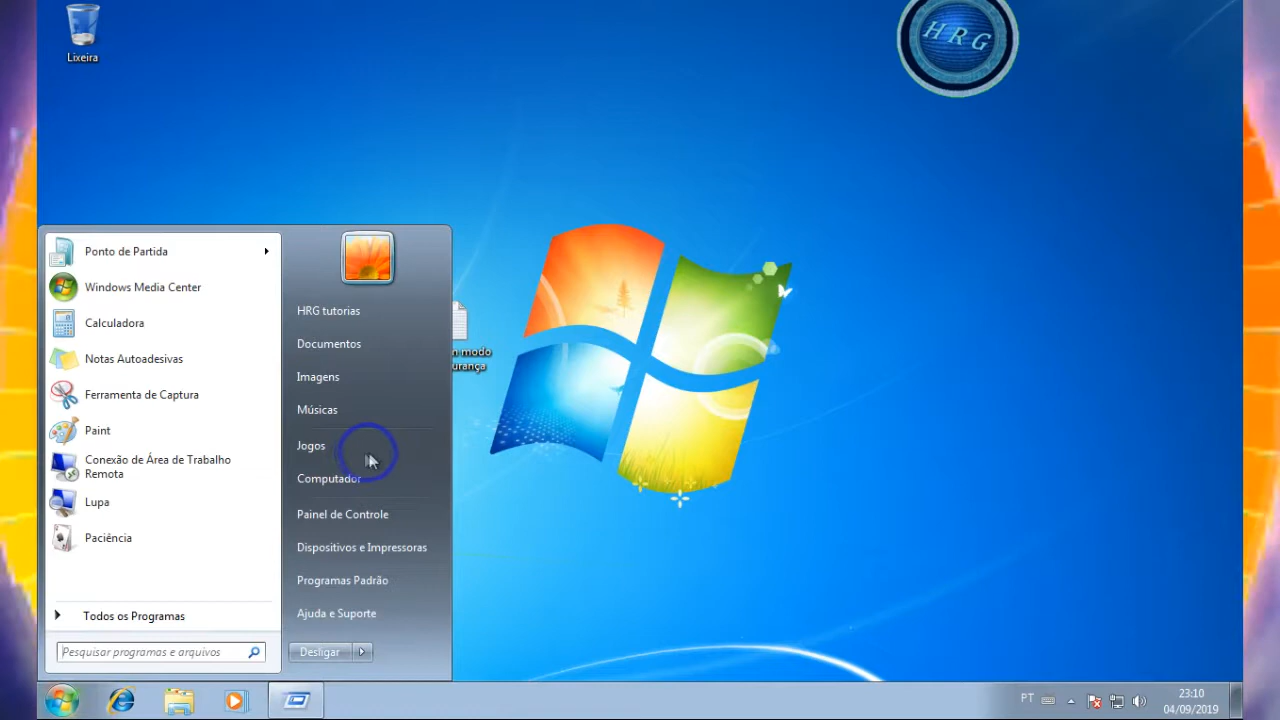 Lixeira
HRG
Ponto de Partida
Windows Media Center
Calculadora
Notas Autoadesivas
Ferramenta de Captura
Paint
Conexão de Área de Trabalho
Remota
Lupa
Paciência
Todos os Programas
Pesquisar programas e arquivos
HRG tutorias
Documentos
Imagens
Músicas
Jogos
Computador
Painel de Controle
Dispositivos e Impressoras
Programas Padrão
Ajuda e Suporte
Desligar
modo
urança
PT
23:10
04/09/2019